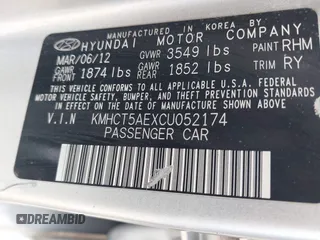 MANUFACTURED IN KOREA BY
HYUNDAI MOTOR COMPANY
MAR/06/12 GVWR 3549 lbs PAINT RHM
GAWR FRT 1874 lbs GAWR RR 1852 lbs TRIM RY
THIS VEHICLE CONFORMS TO ALL APPLICABLE U.S.
FEDERAL MOTOR VEHICLE SAFETY,
BUMPER, AND THEFT PREVENTION STANDARDS IN
EFFECT ON THE DATE OF MANUFACTURE SHOWN
ABOVE.
V.I.N KMHCT5AEXCU052174
PASSENGER CAR
DREAMBID